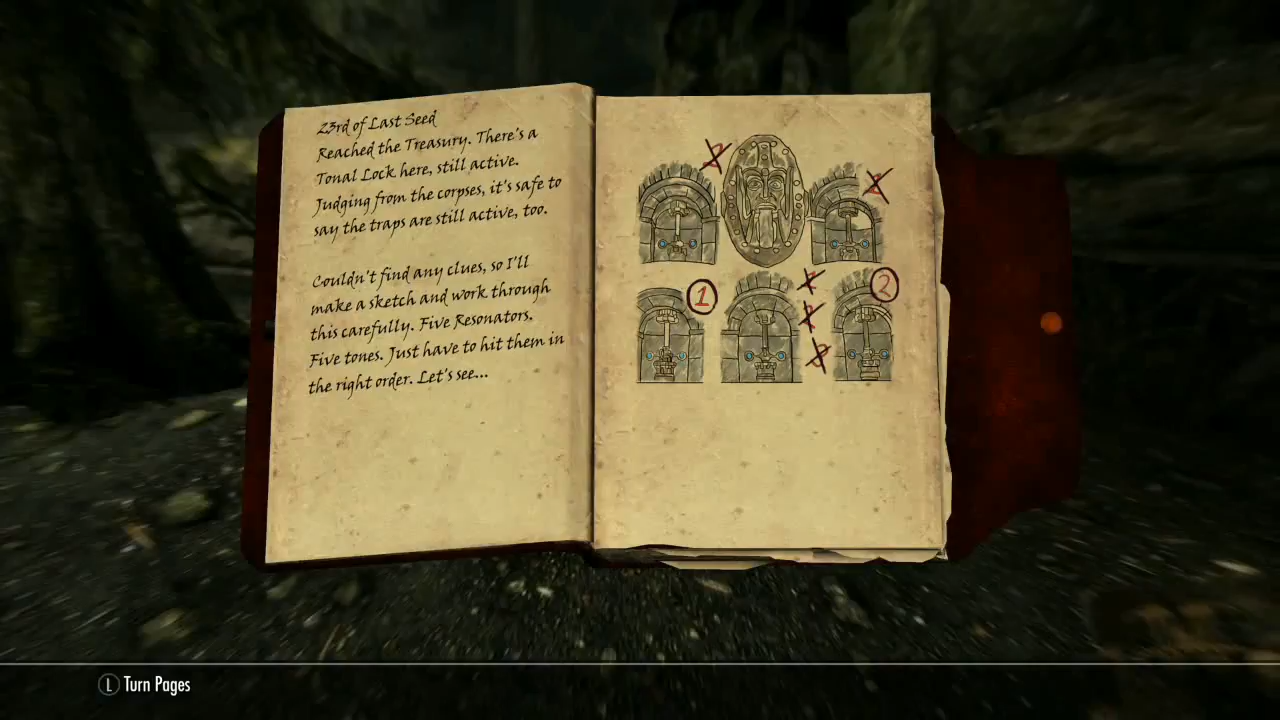 23rd of Last Seed
Reached the Treasury. There's a
Tonal Lock here, still active.
Judging from the corpses, it's safe to
say the traps are still active, too.
Couldn't find any clues, so I'll
make a sketch and work through
this carefully. Five Resonators.
Five tones. Just have to hit them in
the right order. Let's see...
1
2
L Turn Pages